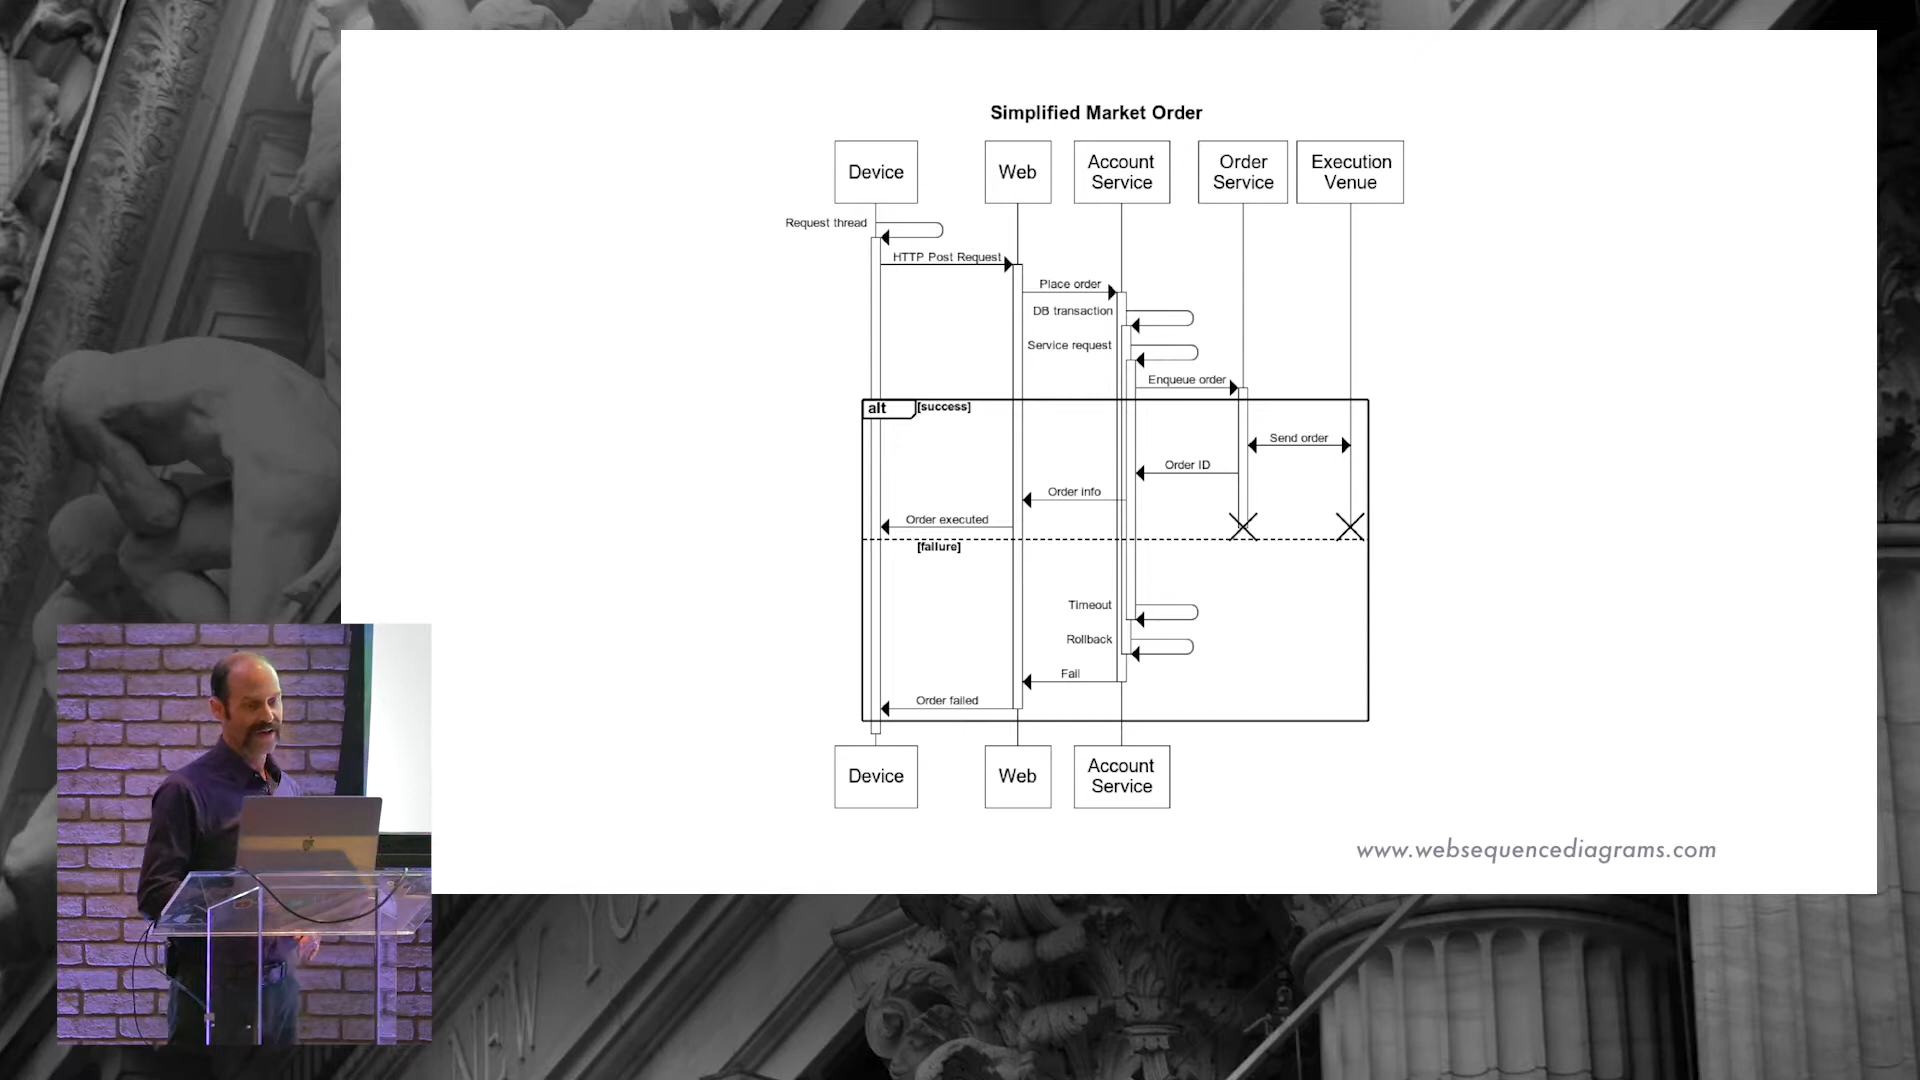 Simplified Market Order
Device
Web
Account
Service
Order
Service
Execution
Venue
Request thread
HTTP Post Request
Place order
DB transaction
Service request
Enqueue order
alt [success]
Send order
Order ID
Order info
Order executed
[failure]
Timeout
Rollback
Fail
Order failed
Device
Web
Account
Service
www.websequencediagrams.com